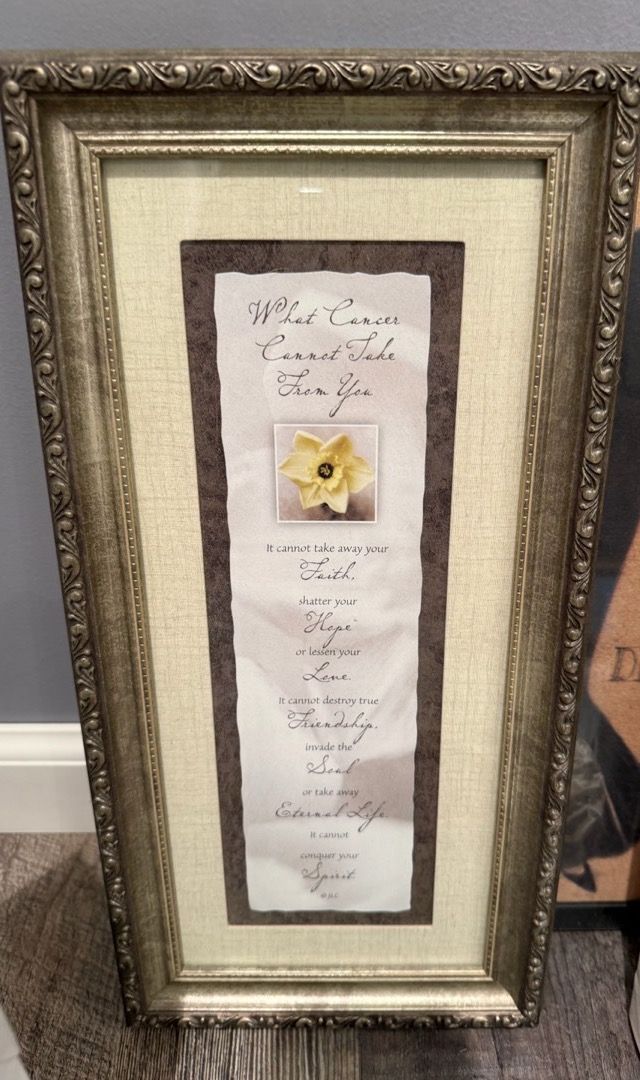 What Cancer
Cannot Take
From You
It cannot take away your
Faith,
shatter your
Hope
or lessen your
Love.
It cannot destroy true
Friendship,
invade the
Soul
or take away
Eternal Life
It cannot
conquer your
Spirit
D